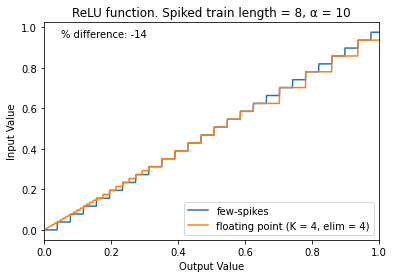 ReLU function. Spiked train length = 8, α = 10
% difference: -14
1.0
0.8
0.6
0.4
0.2
0.0
Input Value
few-spikes
floating point (K = 4, elim = 4)
0.0 0.2 0.4 0.6 0.8 1.0
Output Value